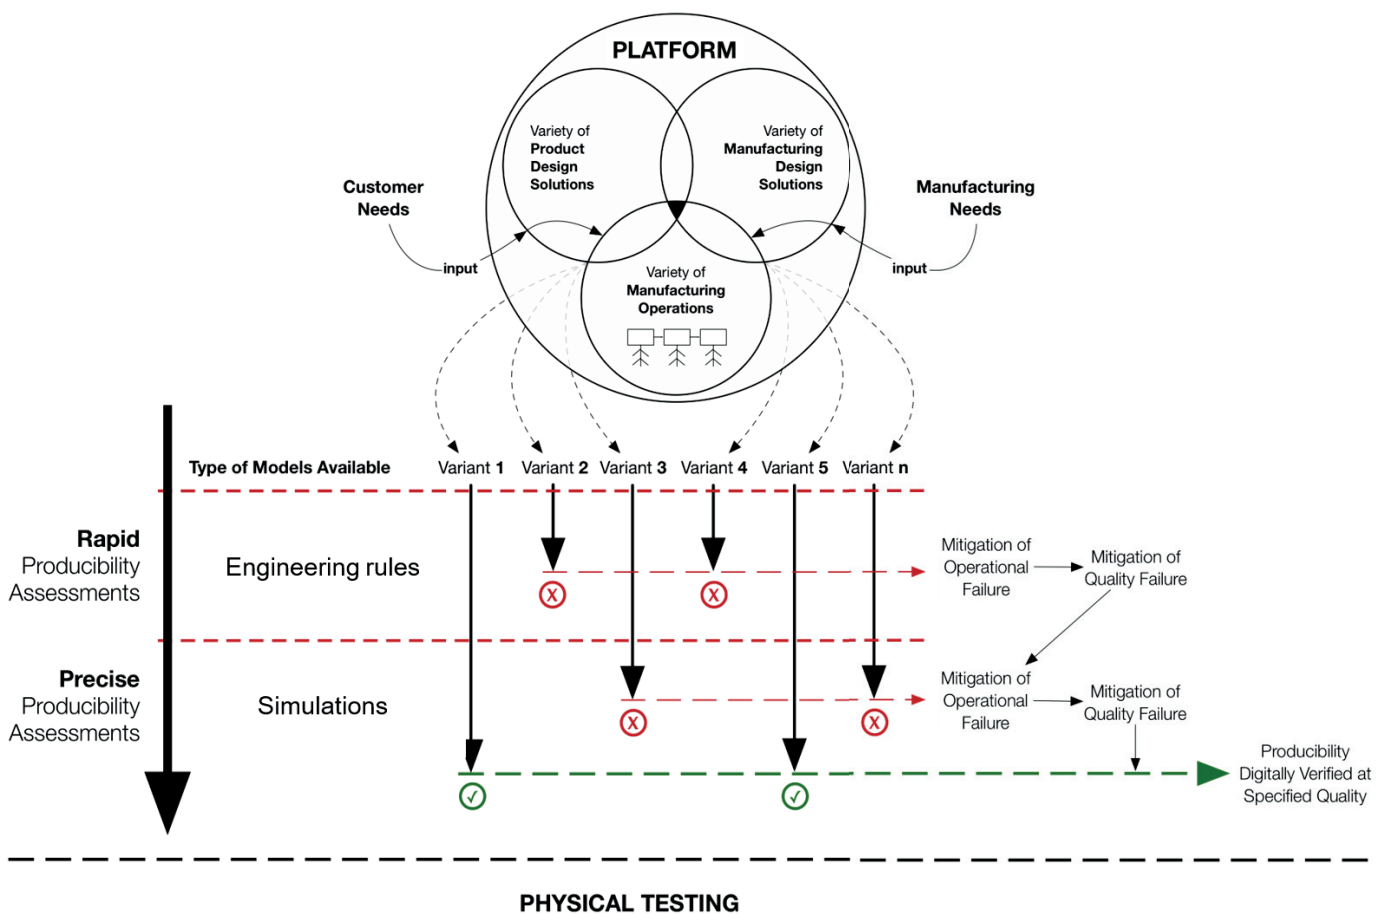 PLATFORM
Variety of
Product
Design
Solutions
Variety of
Manufacturing
Design
Solutions
Customer
Needs
Manufacturing
Needs
input
input
Variety of
Manufacturing
Operations
Type of Models Available
Variant 1
Variant 2
Variant 3
Variant 4
Variant 5
Variant n
Rapid
Producibility
Assessments
Engineering rules
X
X
Mitigation of
Operational
Failure
Mitigation of
Quality Failure
Precise
Producibility
Assessments
Simulations
X
X
Mitigation of
Operational
Failure
Mitigation of
Quality Failure
Producibility
Digitally Verified at
Specified Quality
PHYSICAL TESTING